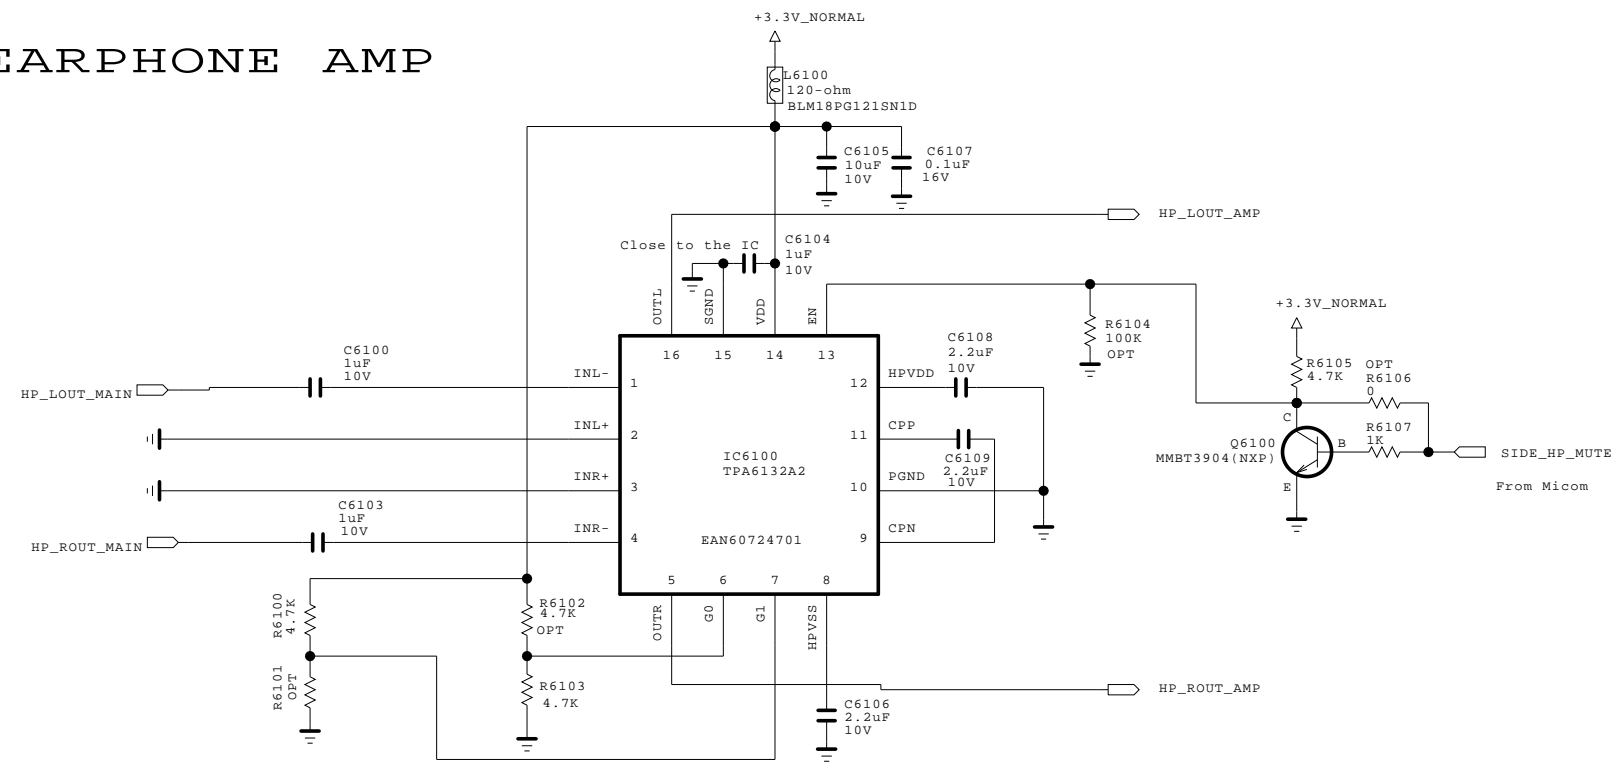 +3.3V_NORMAL
EARPHONE AMP
L6100
120-ohm
BLM18PG121SN1D
C6105
10uF
10V
C6107
0.1uF
16V
HP_LOUT_AMP
Close to the IC
C6104
1uF
10V
OUTL
SGND
VDD
EN
+3.3V_NORMAL
R6104
100K
OPT
C6108
2.2uF
10V
16
15
14
13
C6100
1uF
10V
HP_LOUT_MAIN
INL-
1
12
HPVDD
R6105
4.7K
OPT
R6106
0
INL+
2
11
CPP
C
R6107
1K
Q6100
MMBT3904(NXP)
B
E
SIDE_HP_MUTE
From Micom
IC6100
TPA6132A2
C6109
2.2uF
10V
INR+
3
10
PGND
C6103
1uF
10V
HP_ROUT_MAIN
INR-
4
EAN60724701
9
CPN
5
6
7
8
R6100
4.7K
R6102
4.7K
OPT
OUTR
G0
G1
HPVSS
R6101
OPT
R6103
4.7K
HP_ROUT_AMP
C6106
2.2uF
10V